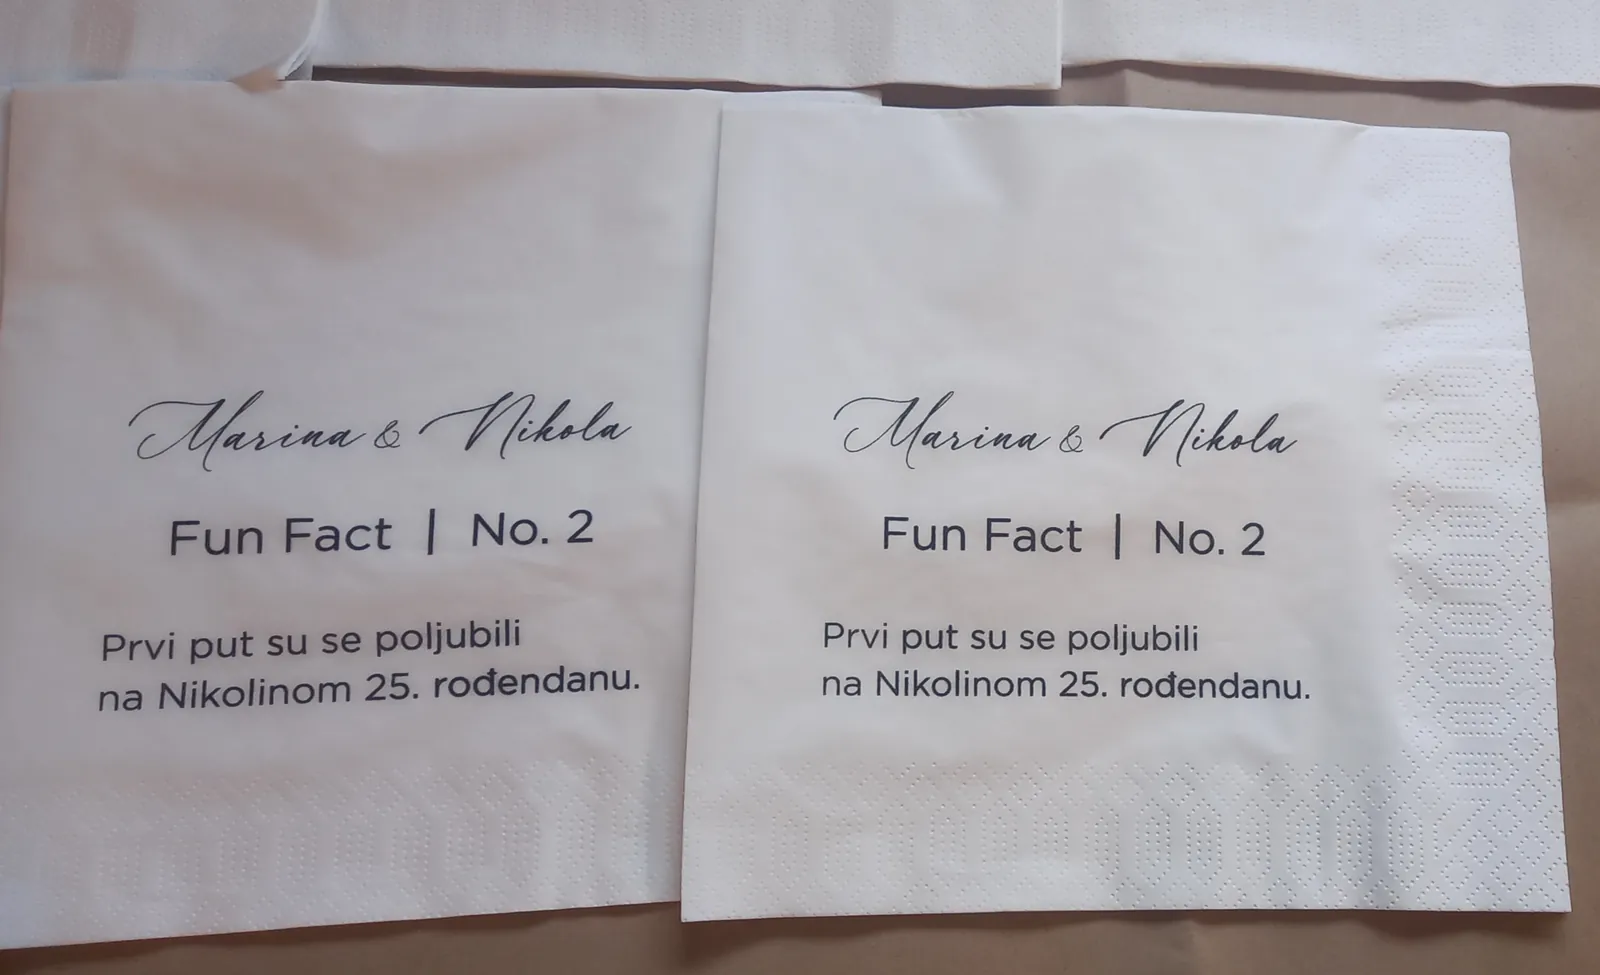 Marina & Nikola
Fun Fact | No. 2
Prvi put su se poljubili
na Nikolinom 25. rođendanu.
Marina & Nikola
Fun Fact | No. 2
Prvi put su se poljubili
na Nikolinom 25. rođendanu.